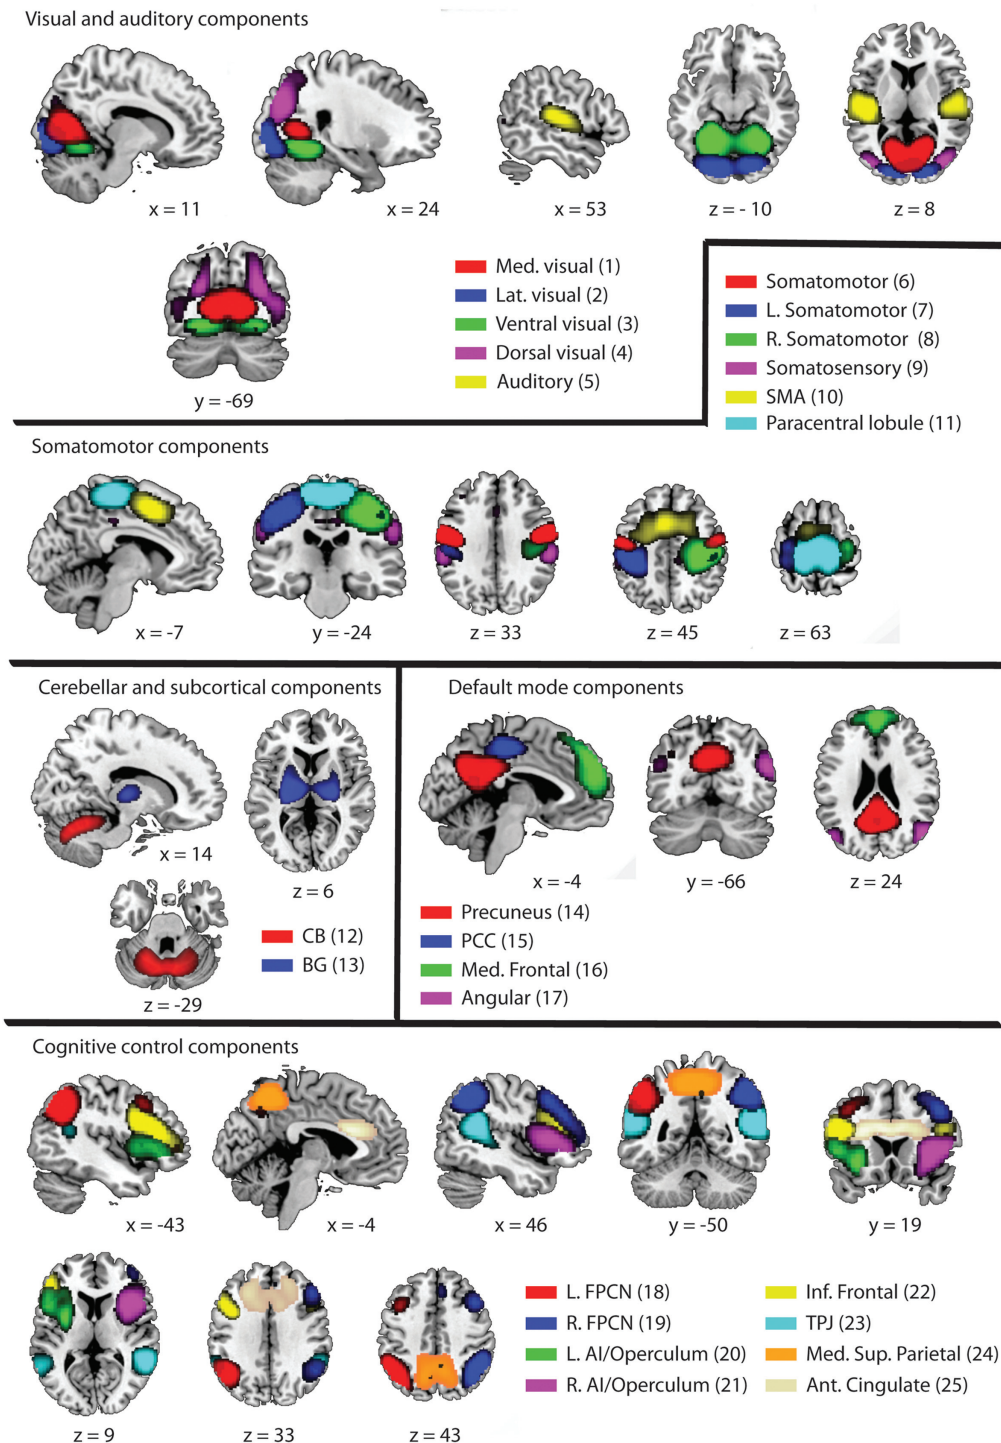 Visual and auditory components
x = 11
x = 24
x = 53
z = - 10
z = 8
y = -69
Med. visual (1)
Lat. visual (2)
Ventral visual (3)
Dorsal visual (4)
Auditory (5)
Somatomotor (6)
L. Somatomotor (7)
R. Somatomotor (8)
Somatosensory (9)
SMA (10)
Paracentral lobule (11)
Somatomotor components
x = -7
y = -24
z = 33
z = 45
z = 63
Cerebellar and subcortical components
x = 14
z = 6
z = -29
CB (12)
BG (13)
Default mode components
x = -4
y = -66
z = 24
Precuneus (14)
PCC (15)
Med. Frontal (16)
Angular (17)
Cognitive control components
x = -43
x = -4
x = 46
y = -50
y = 19
z = 9
z = 33
z = 43
L. FPCN (18)
R. FPCN (19)
L. AI/Operculum (20)
R. AI/Operculum (21)
Inf. Frontal (22)
TPJ (23)
Med. Sup. Parietal (24)
Ant. Cingulate (25)